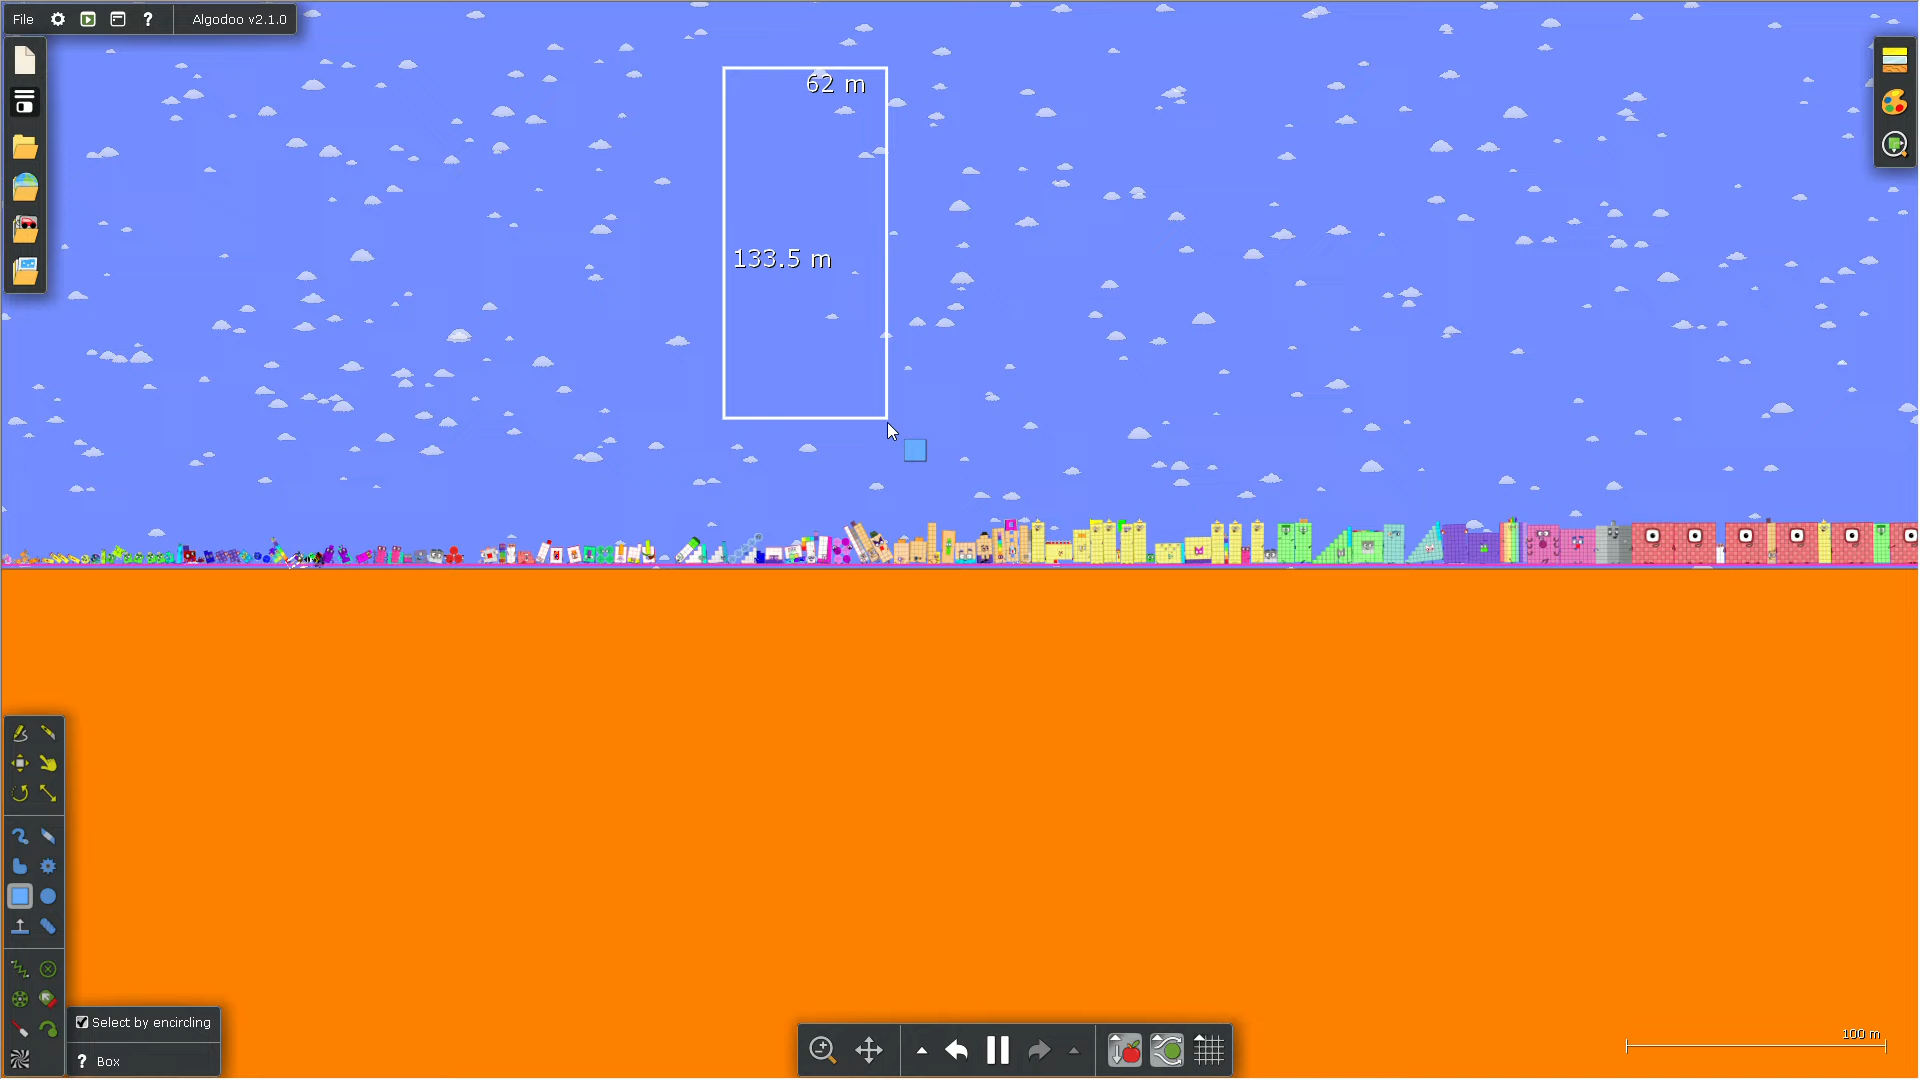 File ? Algodoo v2.1.0
62 m
133.5 m
Select by encircling
? Box
100 m